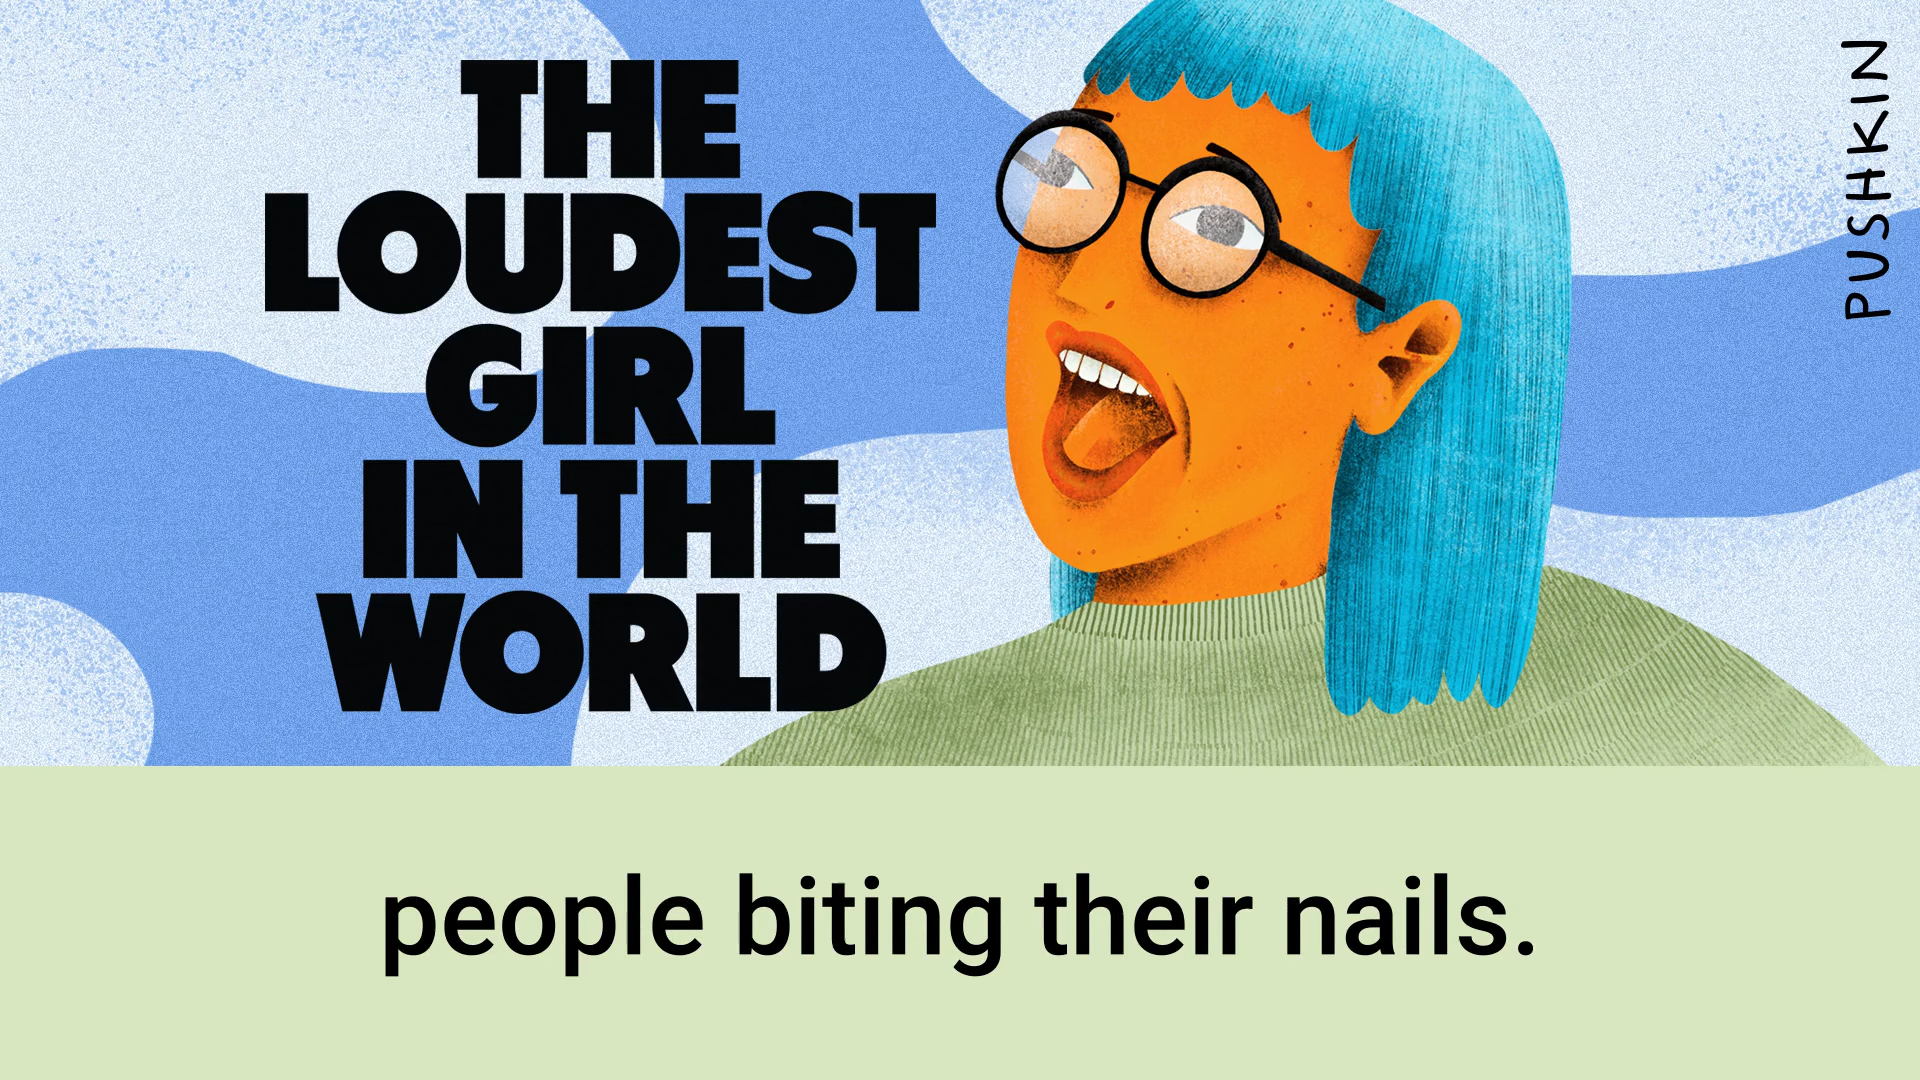 THE
LOUDEST
GIRL
IN THE
WORLD
PUSHKIN
people biting their nails.